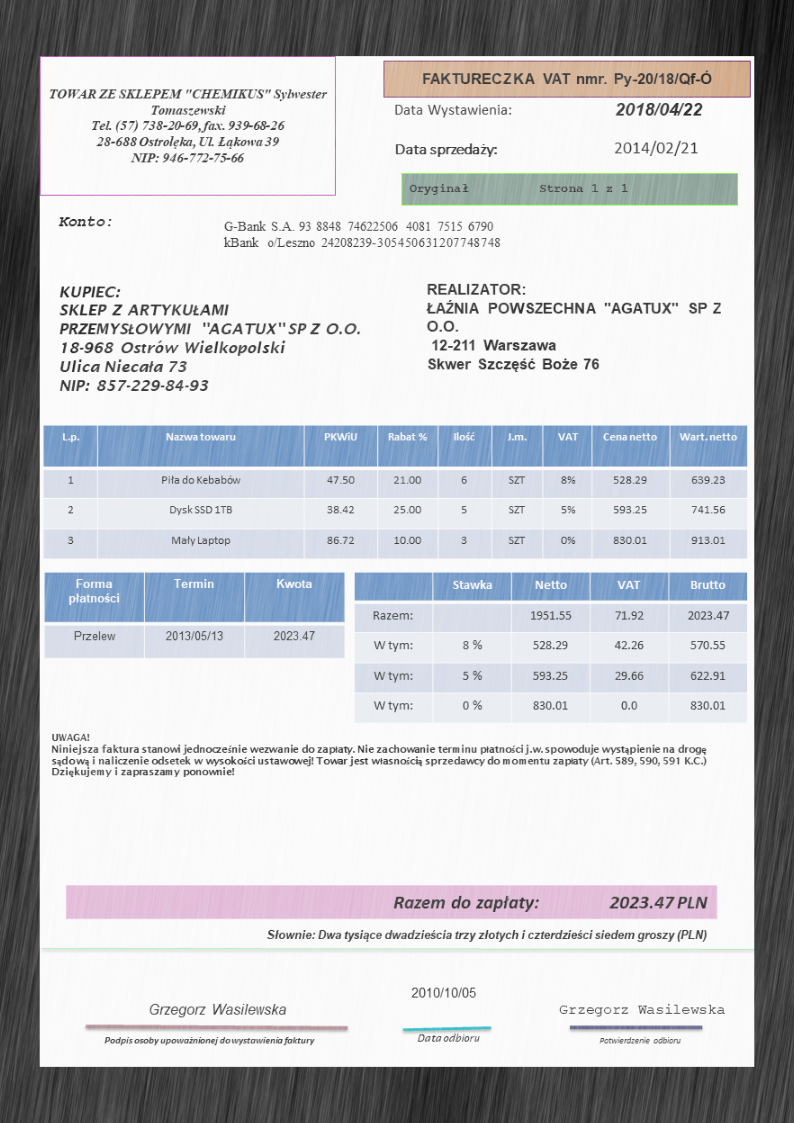 TOWAR ZE SKLEPEM "CHEMIKUS" Sylwester
Tomaszewski
Tel. (57) 738-20-69, fax. 939-68-26
28-688 Ostrołęka, Ul. Łąkowa 39
NIP: 946-772-75-66
FAKTURECZKA VAT nmr. Py-20/18/Qf-Ó
Data Wystawienia: 2018/04/22
Data sprzedaży: 2014/02/21
Oryginał Strona 1 z 1
Konto:
G-Bank S.A. 93 8848 74622506 4081 7515 6790
kBank o/Leszno 24208239-305450631207748748
KUPIEC:
SKLEP Z ARTYKUŁAMI
PRZEMYSŁOWYMI "AGATUX" SP Z O.O.
18-968 Ostrów Wielkopolski
Ulica Niecała 73
NIP: 857-229-84-93
REALIZATOR:
ŁAŹNIA POWSZECHNA "AGATUX" SP Z
O.O.
12-211 Warszawa
Skwer Szczęść Boże 76
L.p. Nazwa towaru PKWiU Rabat % Ilość J.m. VAT Cena netto Wart. netto
1 Piła do Kebabów 47.50 21.00 6 SZT 8% 528.29 639.23
2 Dysk SSD 1TB 38.42 25.00 5 SZT 5% 593.25 741.56
3 Mały Laptop 86.72 10.00 3 SZT 0% 830.01 913.01
Forma płatności Termin Kwota
Przelew 2013/05/13 2023.47
Stawka Netto VAT Brutto
Razem: 1951.55 71.92 2023.47
W tym: 8 % 528.29 42.26 570.55
W tym: 5 % 593.25 29.66 622.91
W tym: 0 % 830.01 0.0 830.01
UWAGA!
Niniejsza faktura stanowi jednocześnie wezwanie do zapłaty. Nie zachowanie terminu płatności j.w. spowoduje wystąpienie na drogę
sądową i naliczenie odsetek w wysokości ustawowej! Towar jest własnością sprzedawcy do momentu zapłaty (Art. 589, 590, 591 K.C.)
Dziękujemy i zapraszamy ponownie!
Razem do zapłaty: 2023.47 PLN
Słownie: Dwa tysiące dwadzieścia trzy złotych i czterdzieści siedem groszy (PLN)
Grzegorz Wasilewska
Podpis osoby upoważnionej do wystawienia faktury
2010/10/05
Data odbioru
Grzegorz Wasilewska
Potwierdzenie odbioru